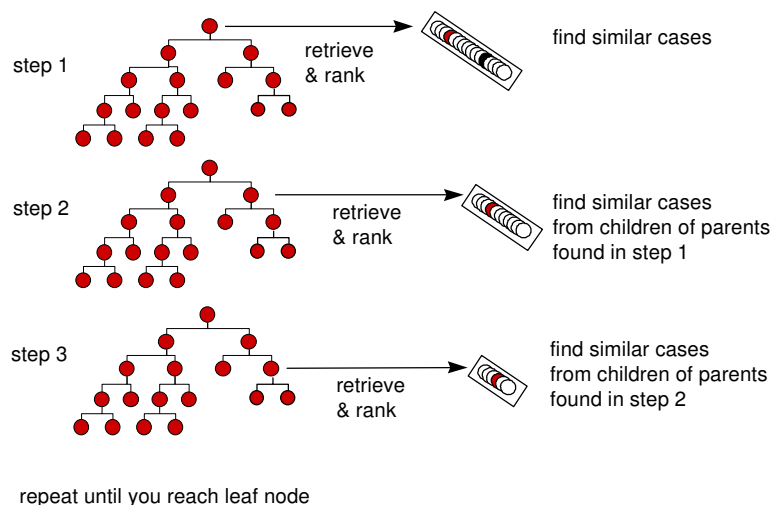 step 1
retrieve
& rank
find similar cases
step 2
retrieve
& rank
find similar cases
from children of parents
found in step 1
step 3
retrieve
& rank
find similar cases
from children of parents
found in step 2
repeat until you reach leaf node